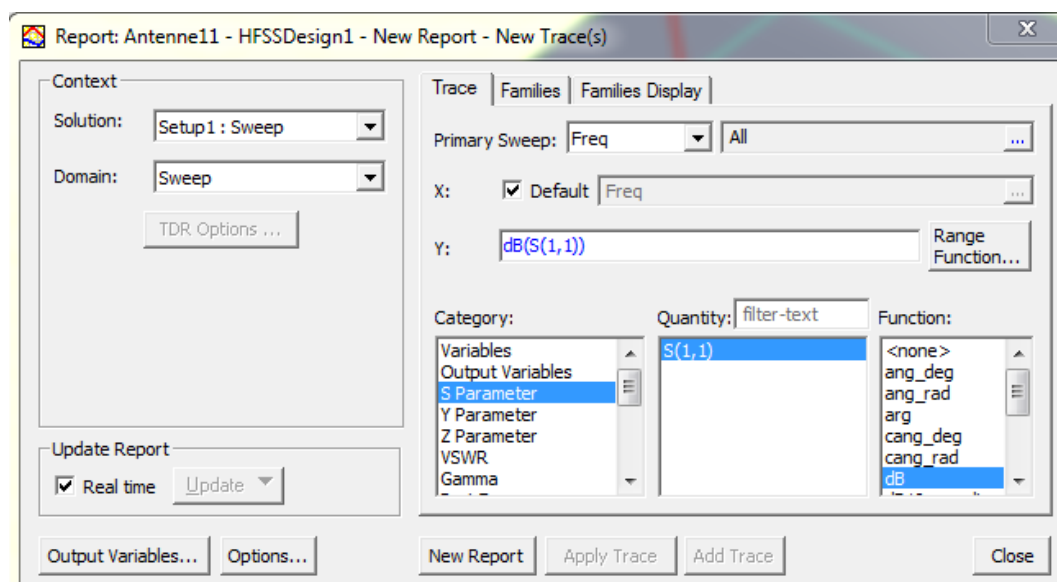 Report: Antenne11 - HFSSDesign1 - New Report - New Trace(s)
x
Context
Solution:
Setup1 : Sweep
Domain:
Sweep
TDR Options ...
Update Report
Real time
Update
Output Variables...
Options...
Trace
Families
Families Display
Primary Sweep:
Freq
All
...
X:
Default
Freq
...
Y:
dB(S(1,1))
Range
Function...
Category:
Variables
Output Variables
S Parameter
Y Parameter
Z Parameter
VSWR
Gamma
Quantity:
filter-text
S(1,1)
Function:
<none>
ang_deg
ang_rad
arg
cang_deg
cang_rad
dB
New Report
Apply Trace
Add Trace
Close